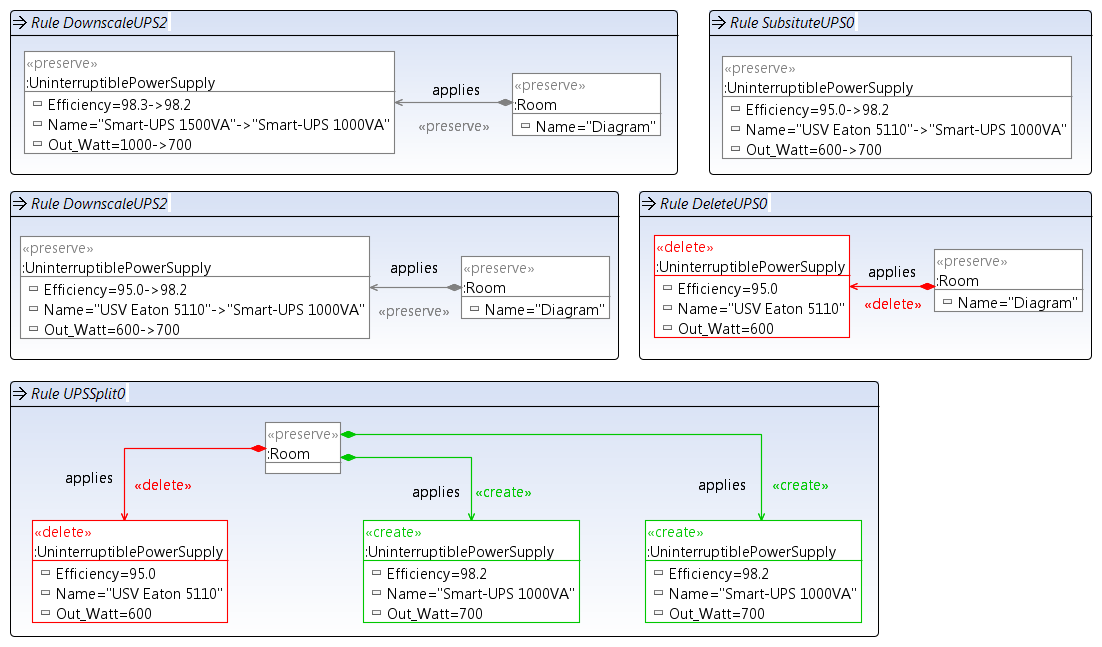 Rule DownscaleUPS2
«preserve»
:UninterruptiblePowerSupply
Efficiency=98.3->98.2
Name="Smart-UPS 1500VA"->"Smart-UPS 1000VA"
Out_Watt=1000->700
applies
«preserve»
«preserve»
:Room
Name="Diagram"
Rule SubsituteUPS0
«preserve»
:UninterruptiblePowerSupply
Efficiency=95.0->98.2
Name="USV Eaton 5110"->"Smart-UPS 1000VA"
Out_Watt=600->700
Rule DownscaleUPS2
«preserve»
:UninterruptiblePowerSupply
Efficiency=95.0->98.2
Name="USV Eaton 5110"->"Smart-UPS 1000VA"
Out_Watt=600->700
applies
«preserve»
«preserve»
:Room
Name="Diagram"
Rule DeleteUPS0
«delete»
:UninterruptiblePowerSupply
Efficiency=95.0
Name="USV Eaton 5110"
Out_Watt=600
applies
«delete»
«preserve»
:Room
Name="Diagram"
Rule UPSSplit0
«preserve»
:Room
applies
«delete»
applies
«create»
applies
«create»
«delete»
:UninterruptiblePowerSupply
Efficiency=95.0
Name="USV Eaton 5110"
Out_Watt=600
«create»
:UninterruptiblePowerSupply
Efficiency=98.2
Name="Smart-UPS 1000VA"
Out_Watt=700
«create»
:UninterruptiblePowerSupply
Efficiency=98.2
Name="Smart-UPS 1000VA"
Out_Watt=700